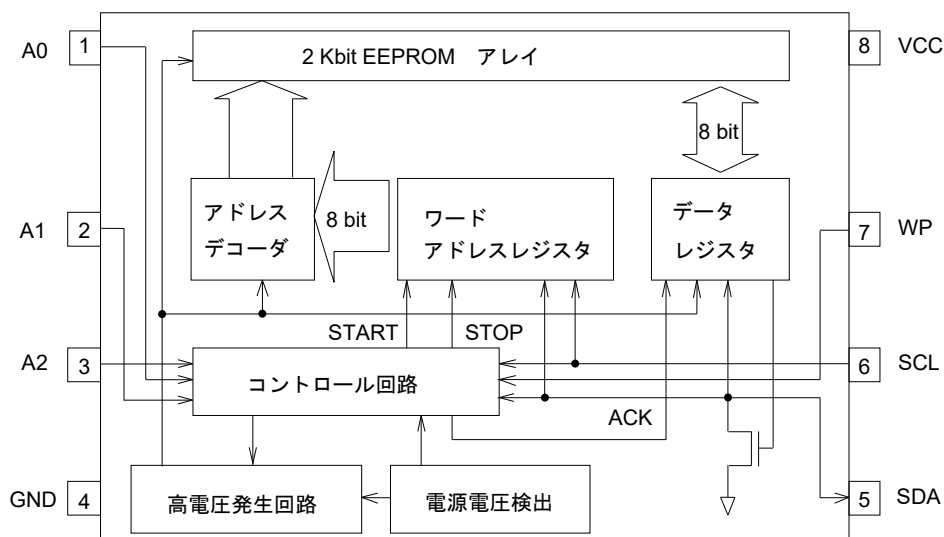 A0 1
2 Kbit EEPROM アレイ
8 VCC
8 bit
A1 2
アドレス
デコーダ
8 bit
ワード
アドレスレジスタ
データ
レジスタ
7 WP
START
STOP
A2 3
コントロール回路
6 SCL
ACK
GND 4
高電圧発生回路
電源電圧検出
5 SDA